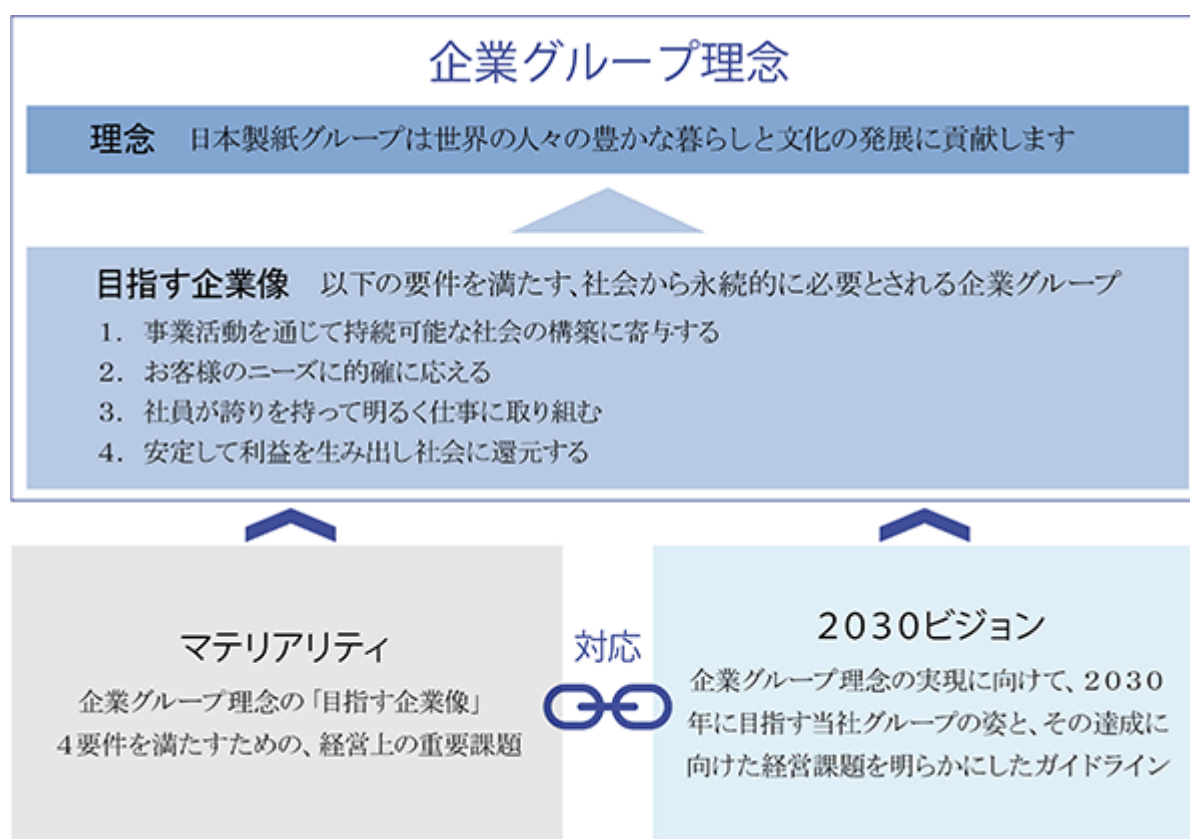 企業グループ理念
理念 日本製紙グループは世界の人々の豊かな暮らしと文化の発展に貢献します
目指す企業像 以下の要件を満たす、社会から永続的に必要とされる企業グループ
1. 事業活動を通じて持続可能な社会の構築に寄与する
2. お客様のニーズに的確に応える
3. 社員が誇りを持って明るく仕事に取り組む
4. 安定して利益を生み出し社会に還元する
マテリアリティ
企業グループ理念の「目指す企業像」
4要件を満たすための、経営上の重要課題
対応
2030ビジョン
企業グループ理念の実現に向けて、2030
年に目指す当社グループの姿と、その達成に
向けた経営課題を明らかにしたガイドライン